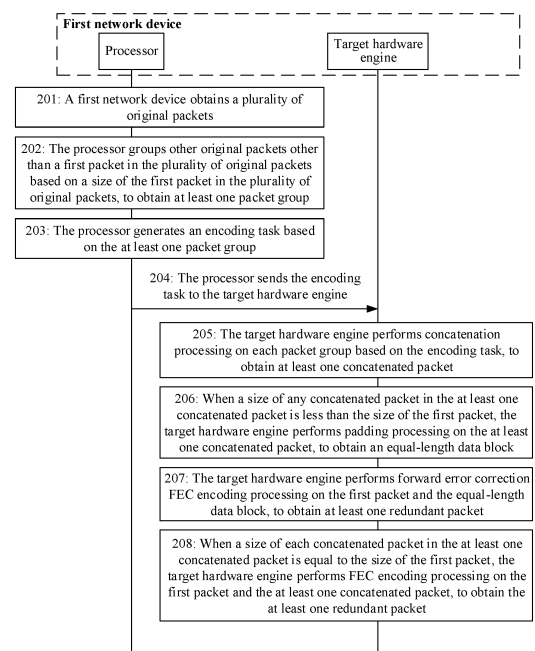 First network device
Processor
Target hardware
engine
201: A first network device obtains a plurality of
original packets
202: The processor groups other original packets other
than a first packet in the plurality of original packets
based on a size of the first packet in the plurality of
original packets, to obtain at least one packet group
203: The processor generates an encoding task based
on the at least one packet group
204: The processor sends the encoding
task to the target hardware engine
205: The target hardware engine performs concatenation
processing on each packet group based on the encoding task, to
obtain at least one concatenated packet
206: When a size of any concatenated packet in the at least one
concatenated packet is less than the size of the first packet, the
target hardware engine performs padding processing on the at least
one concatenated packet, to obtain an equal-length data block
207: The target hardware engine performs forward error correction
FEC encoding processing on the first packet and the equal-length
data block, to obtain at least one redundant packet
208: When a size of each concatenated packet in the at least one
concatenated packet is equal to the size of the first packet, the
target hardware engine performs FEC encoding processing on the
first packet and the at least one concatenated packet, to obtain the
at least one redundant packet